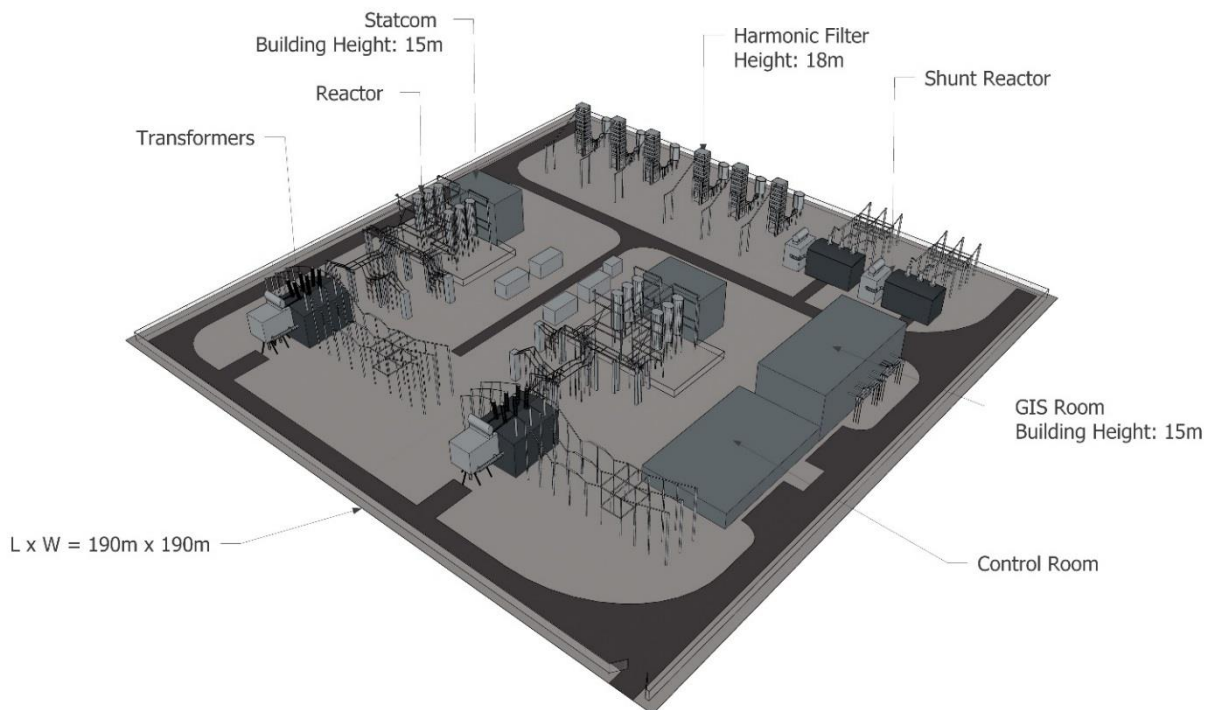 Statcom
Building Height: 15m
Harmonic Filter
Height: 18m
Shunt Reactor
Reactor
Transformers
GIS Room
Building Height: 15m
L x W = 190m x 190m
Control Room